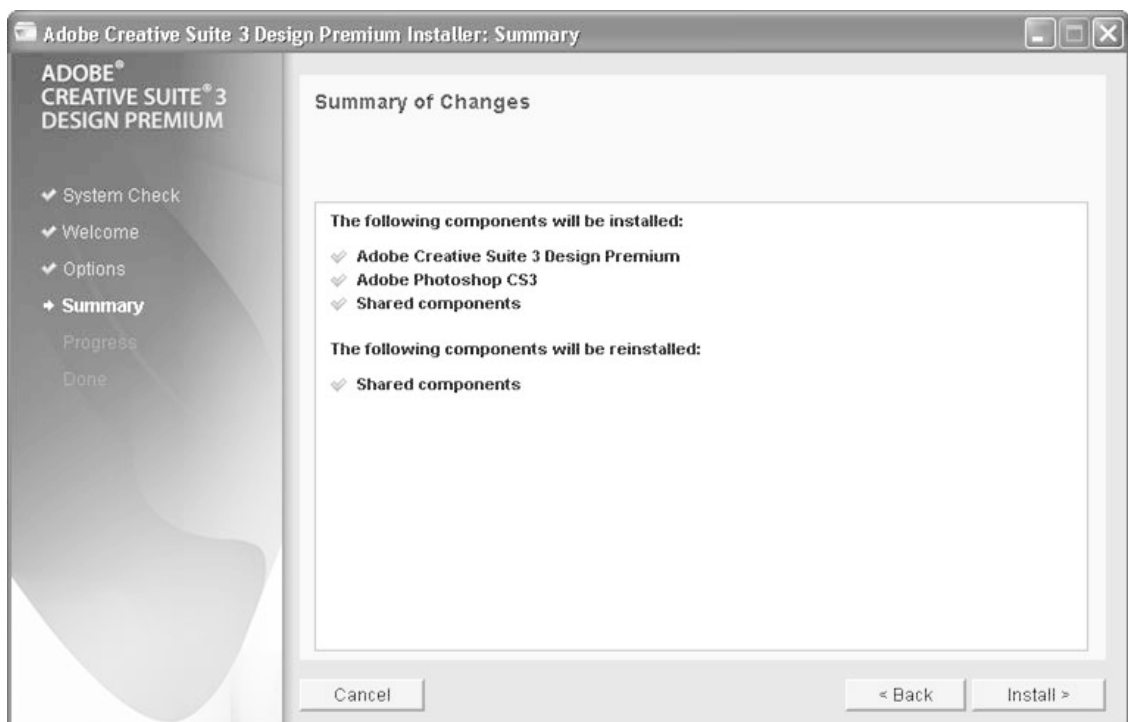 Adobe Creative Suite 3 Design Premium Installer: Summary
ADOBE®
CREATIVE SUITE® 3
DESIGN PREMIUM
System Check
Welcome
Options
Summary
Progress
Done
Summary of Changes
The following components will be installed:
Adobe Creative Suite 3 Design Premium
Adobe Photoshop CS3
Shared components
The following components will be reinstalled:
Shared components
Cancel
< Back
Install >